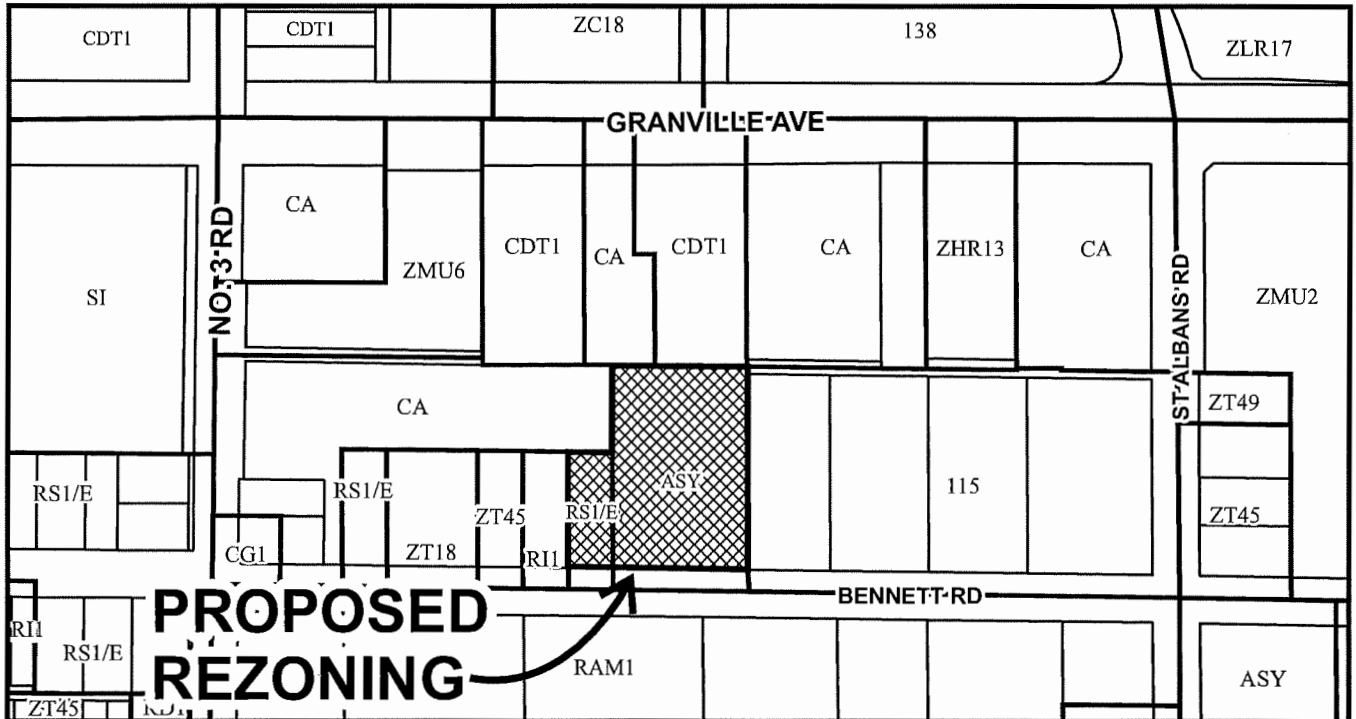 CDT1
CDT1
ZC18
138
ZLR17
GRANVILLE AVE
NO. 3 RD
CA
ZMU6
CDT1
CA
CDT1
CA
ZHR13
CA
ST ALBANS RD
ZMU2
SI
CA
ZT49
RS1/E
RS1/E
ZT45
RS1/E
ASY
115
ZT45
CG1
ZT18
RI1
BENNETT RD
PROPOSED
REZONING
RI1
RS1/E
RAM1
ASY
ZT45